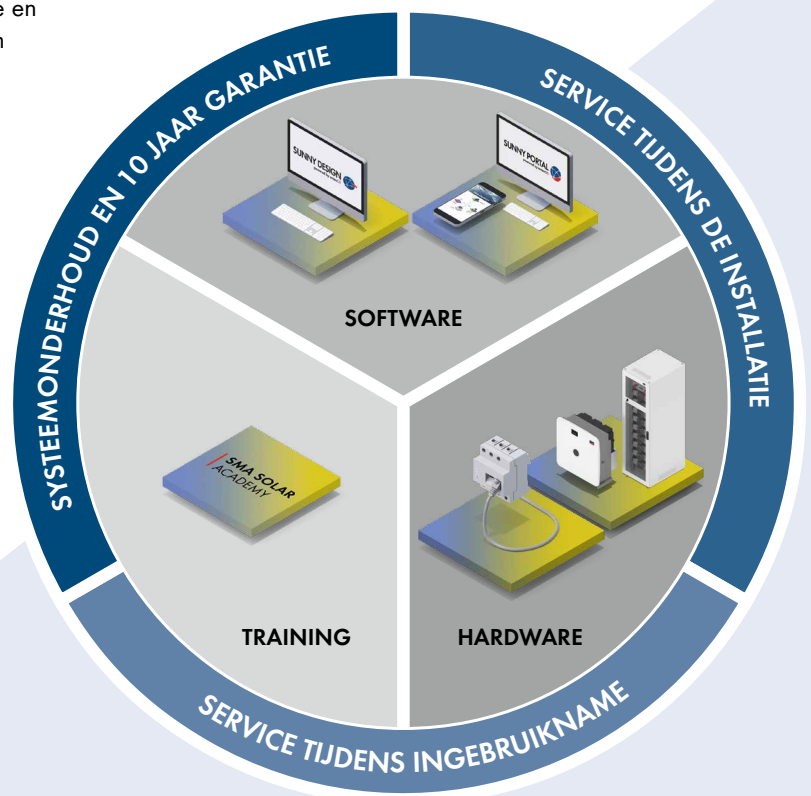 e en
n
SYSTEEMONDERHOUD EN 10 JAAR GARANTIE
SERVICE TIJDENS DE INSTALLATIE
SUNNY DESIGN
SUNNY PORTAL
SOFTWARE
SMA SOLAR
ACADEMY
TRAINING
HARDWARE
SERVICE TIJDENS INGEBRUIKNAME